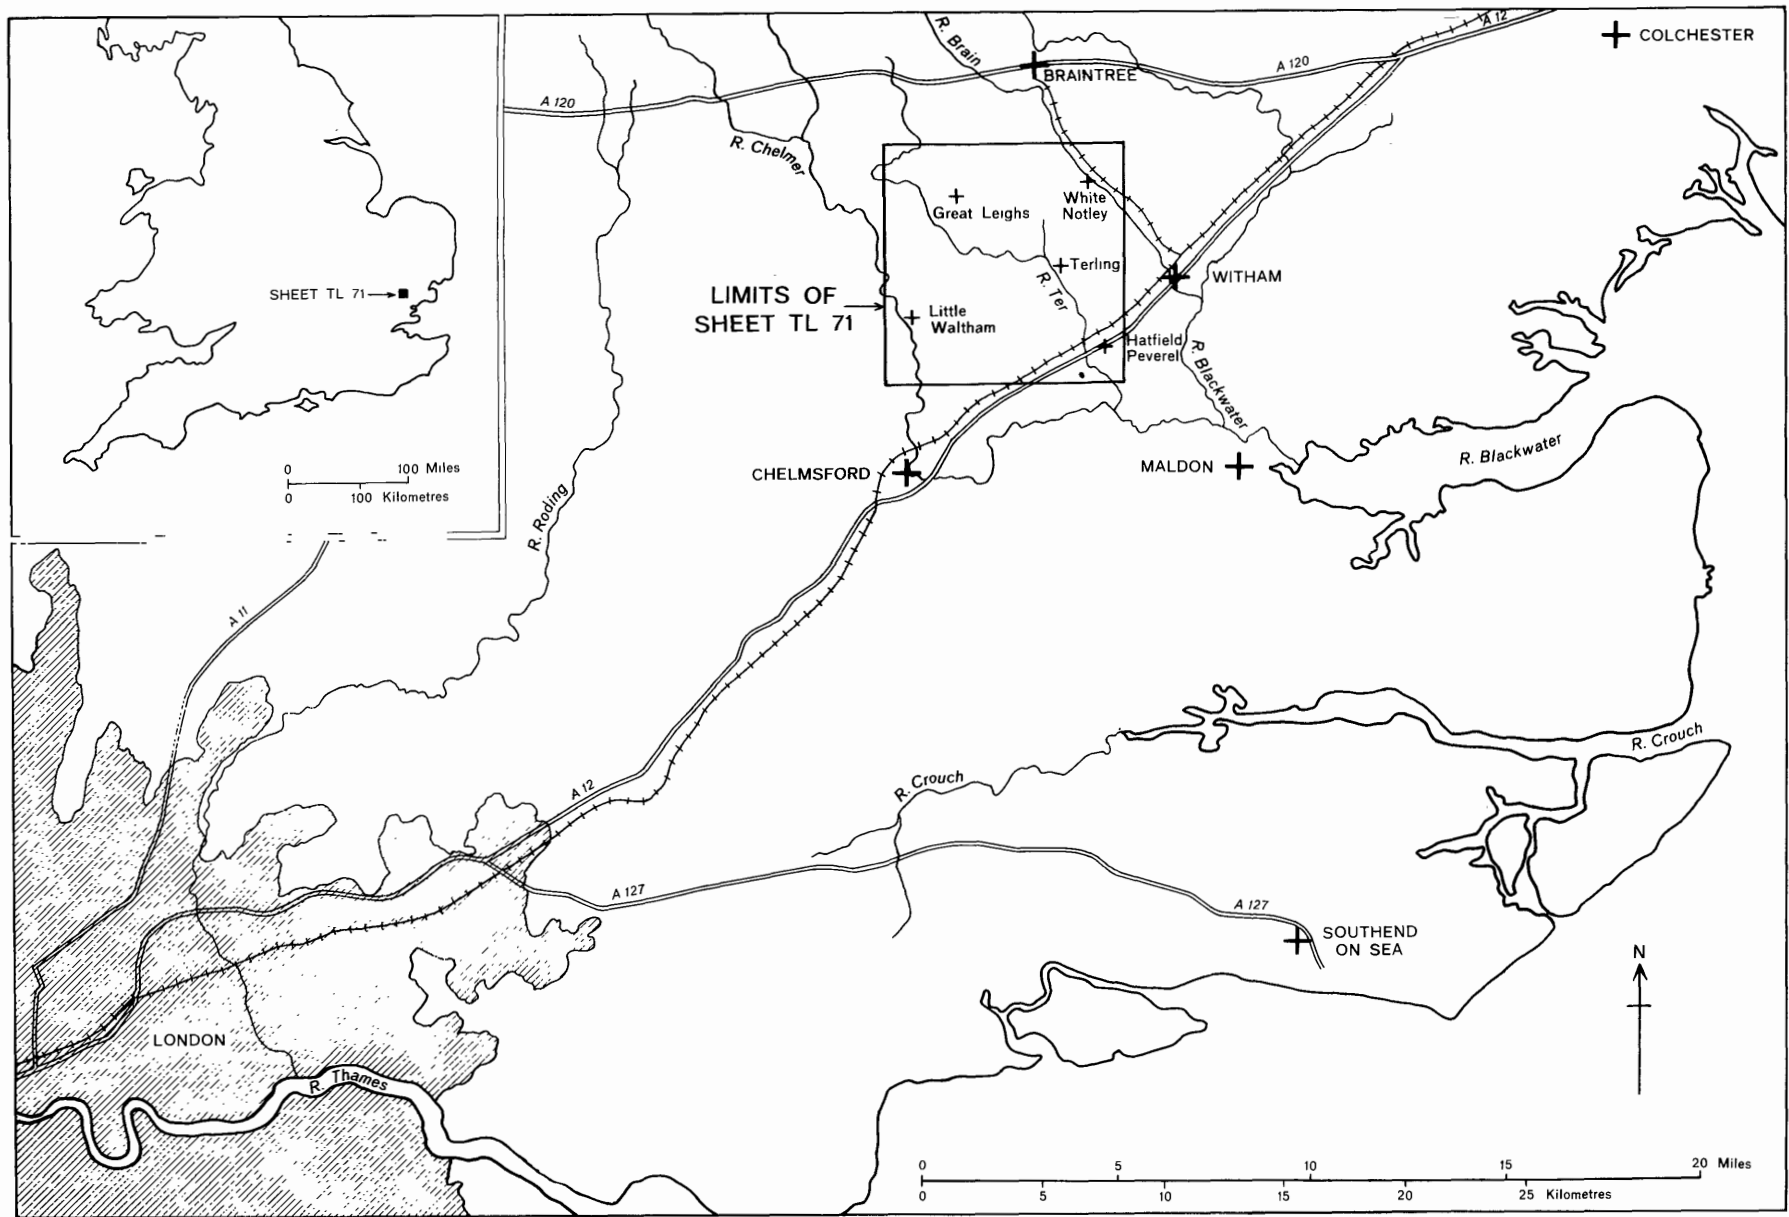 SHEET TL 71
0 100 Miles
0 100 Kilometres
A 12
COLCHESTER
R. Brain
BRAINTREE
A 120
A 120
R. Chelmer
Great Leighs
White
Notley
Terling
R. Ter
WITHAM
LIMITS OF
SHEET TL 71
Little
Waltham
Hatfield
Peverel
R. Blackwater
CHELMSFORD
MALDON
R. Blackwater
R. Roding
A 11
R. Crouch
R. Crouch
A 12
A 127
A 127
SOUTHEND
ON SEA
N
LONDON
R. Thames
0 5 10 15 20 Miles
0 5 10 15 20 25 Kilometres